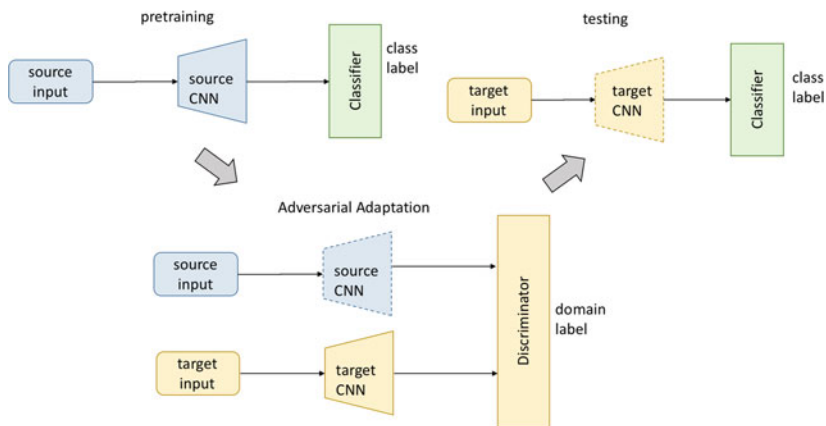 pretraining
source
input
source
CNN
Classifier
class
label
testing
target
input
target
CNN
Classifier
class
label
Adversarial Adaptation
source
input
source
CNN
target
input
target
CNN
Discriminator
domain
label